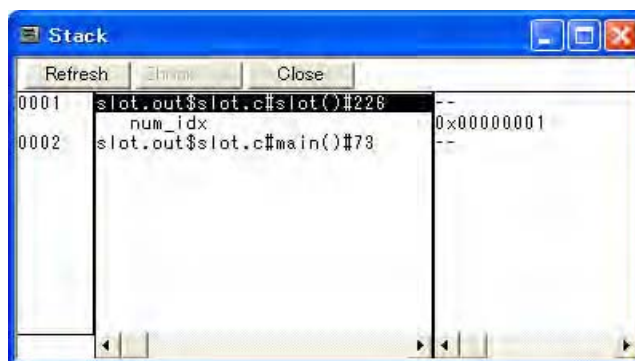 Stack
Refresh Close
0001 slot.out$slot.c#slot()#226 --
num_idx 0x00000001
0002 slot.out$slot.c#main()#73 --